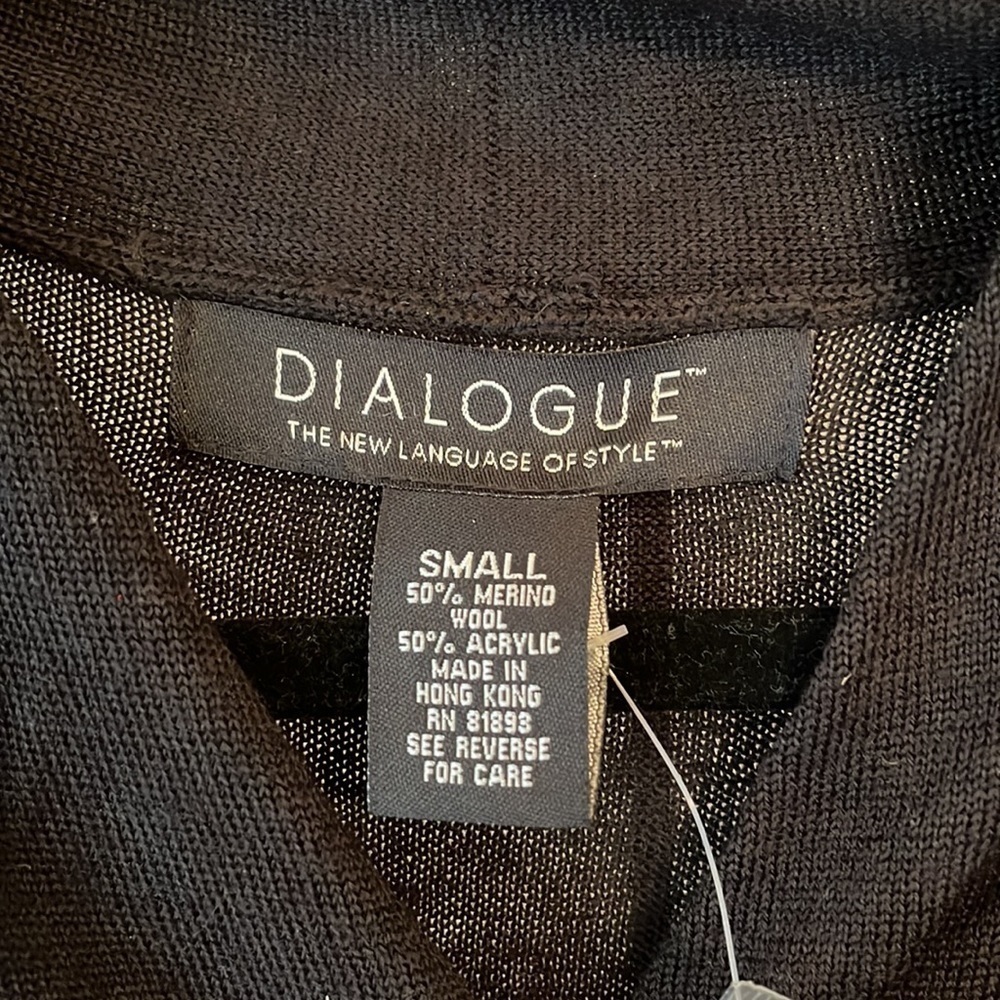 DIALOGUE™
THE NEW LANGUAGE OF STYLE™
SMALL
50% MERINO
WOOL
50% ACRYLIC
MADE IN
HONG KONG
RN 81893
SEE REVERSE
FOR CARE